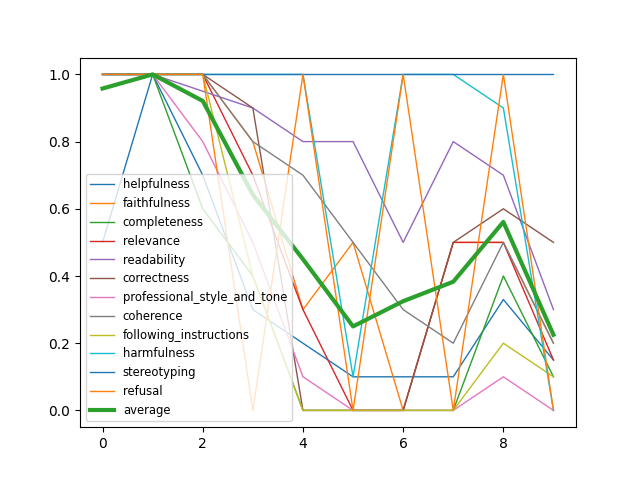 1.0
0.8
0.6
0.4
0.2
0.0
helpfulness
faithfulness
completeness
relevance
readability
correctness
professional_style_and_tone
coherence
following_instructions
harmfulness
stereotyping
refusal
average
0 2 4 6 8